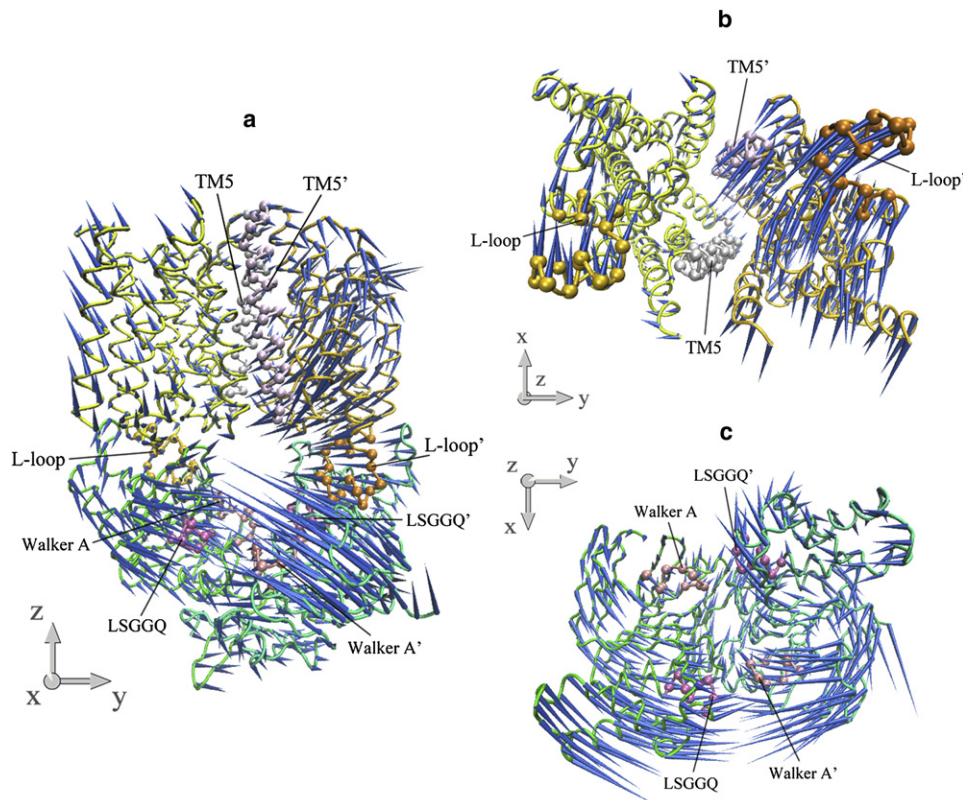 a
TM5
TM5’
L-loop
L-loop’
Walker A
LSGGQ’
LSGGQ
Walker A’
z
x
y
b
TM5’
L-loop’
L-loop
TM5
x
z
y
c
z
y
x
LSGGQ’
Walker A
LSGGQ
Walker A’